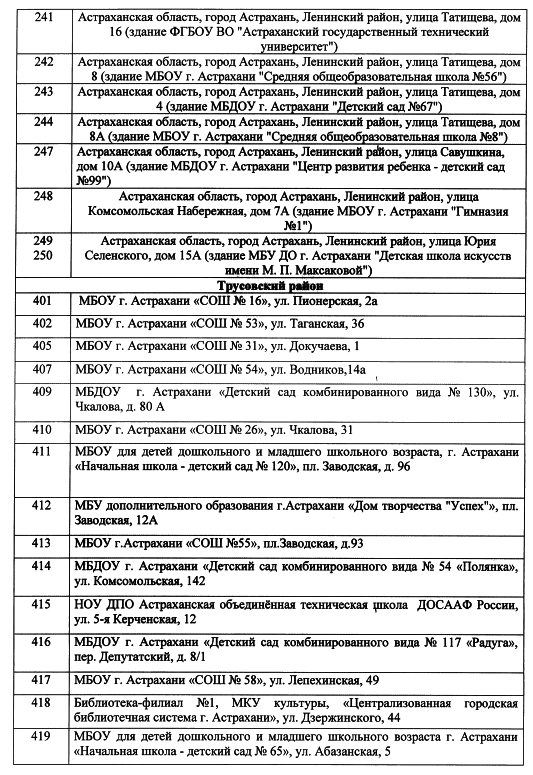 241 Астраханская область, город Астрахань, Ленинский район, улица Татищева, дом
16 (здание ФГБОУ ВО "Астраханский государственный технический
университет")
242 Астраханская область, город Астрахань, Ленинский район, улица Татищева, дом
8 (здание МБОУ г. Астрахани "Средняя общеобразовательная школа №56")
243 Астраханская область, город Астрахань, Ленинский район, улица Татищева, дом
4 (здание МБДОУ г. Астрахани "Детский сад №67")
244 Астраханская область, город Астрахань, Ленинский район, улица Татищева, дом
8А (здание МБОУ г. Астрахани "Средняя общеобразовательная школа №8")
247 Астраханская область, город Астрахань, Ленинский район, улица Савушкина,
дом 10А (здание МБДОУ г. Астрахани "Центр развития ребенка - детский сад
№99")
248 Астраханская область, город Астрахань, Ленинский район, улица
Комсомольская Набережная, дом 7А (здание МБОУ г. Астрахани "Гимназия
№1")
249 Астраханская область, город Астрахань, Ленинский район, улица Юрия
250 Селенского, дом 15А (здание МБУ ДО г. Астрахани "Детская школа искусств
имени М. П. Максаковой")
Трусовский район
401 МБОУ г. Астрахани «СОШ № 16», ул. Пионерская, 2а
402 МБОУ г. Астрахани «СОШ № 53», ул. Таганская, 36
405 МБОУ г. Астрахани «СОШ № 31», ул. Докучаева, 1
407 МБОУ г. Астрахани «СОШ № 54», ул. Водников,14а
409 МБДОУ г. Астрахани «Детский сад комбинированного вида № 130», ул.
Чкалова, д. 80 А
410 МБОУ г. Астрахани «СОШ № 26», ул. Чкалова, 31
411 МБОУ для детей дошкольного и младшего школьного возраста, г. Астрахани
«Начальная школа - детский сад № 120», пл. Заводская, д. 96
412 МБУ дополнительного образования г.Астрахани «Дом творчества "Успех"», пл.
Заводская, 12А
413 МБОУ г.Астрахани «СОШ №55», пл.Заводская, д.93
414 МБДОУ г. Астрахани «Детский сад комбинированного вида № 54 «Полянка»,
ул. Комсомольская, 142
415 НОУ ДПО Астраханская объединённая техническая школа ДОСААФ России,
ул. 5-я Керченская, 12
416 МБДОУ г. Астрахани «Детский сад комбинированного вида № 117 «Радуга»,
пер. Депутатский, д. 8/1
417 МБОУ г. Астрахани «СОШ № 58», ул. Лепехинская, 49
418 Библиотека-филиал №1, МКУ культуры, «Централизованная городская
библиотечная система г. Астрахани», ул. Дзержинского, 44
419 МБОУ для детей дошкольного и младшего школьного возраста г. Астрахани
«Начальная школа - детский сад № 65», ул. Абазанская, 5